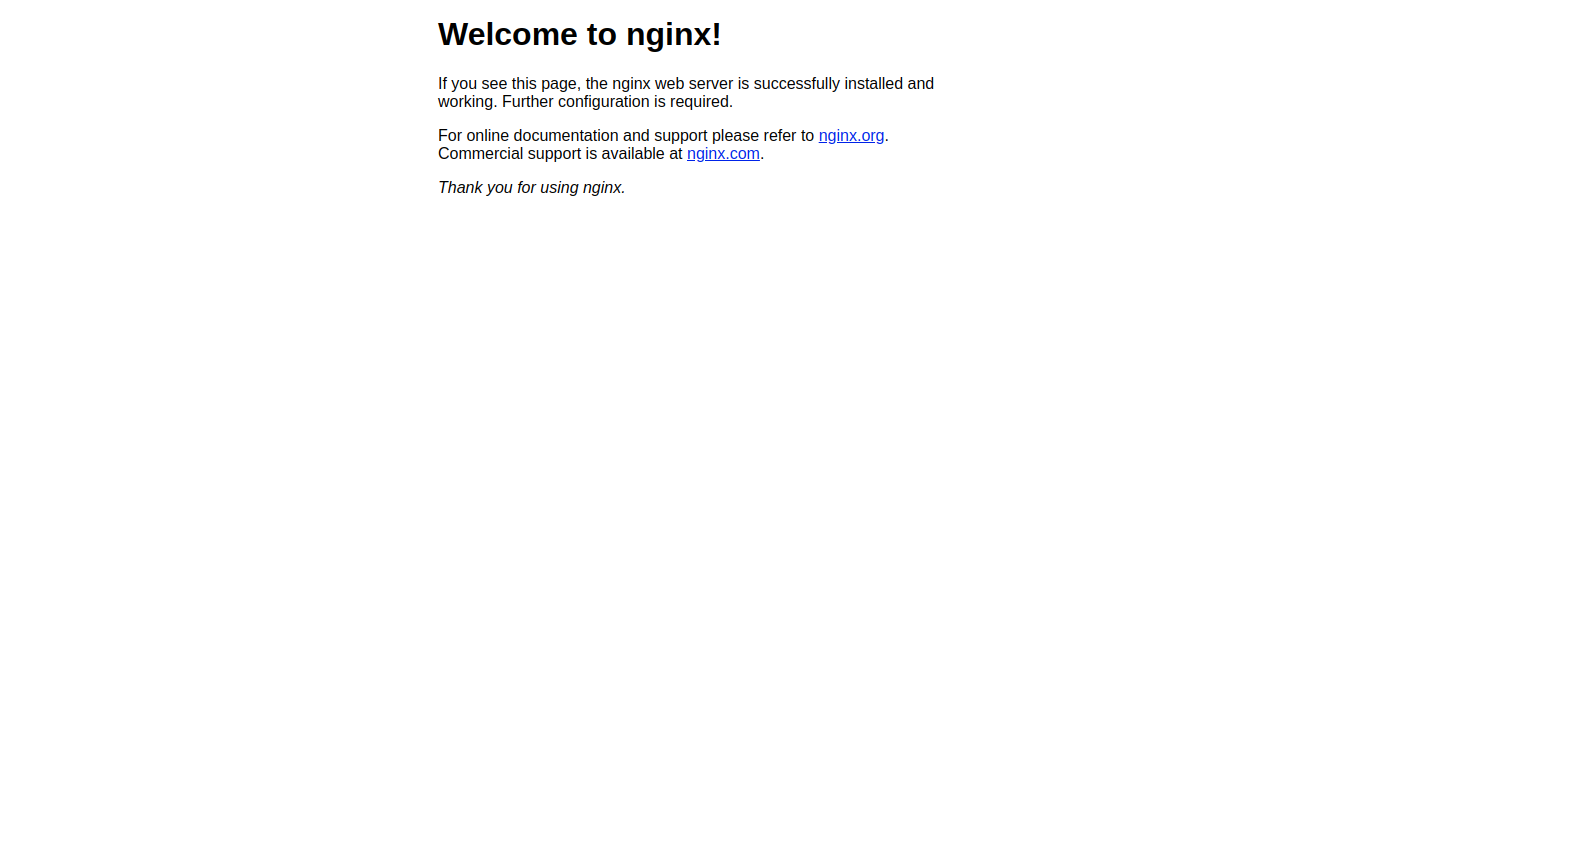 Welcome to nginx!
If you see this page, the nginx web server is successfully installed and
working. Further configuration is required.
For online documentation and support please refer to nginx.org.
Commercial support is available at nginx.com.
Thank you for using nginx.